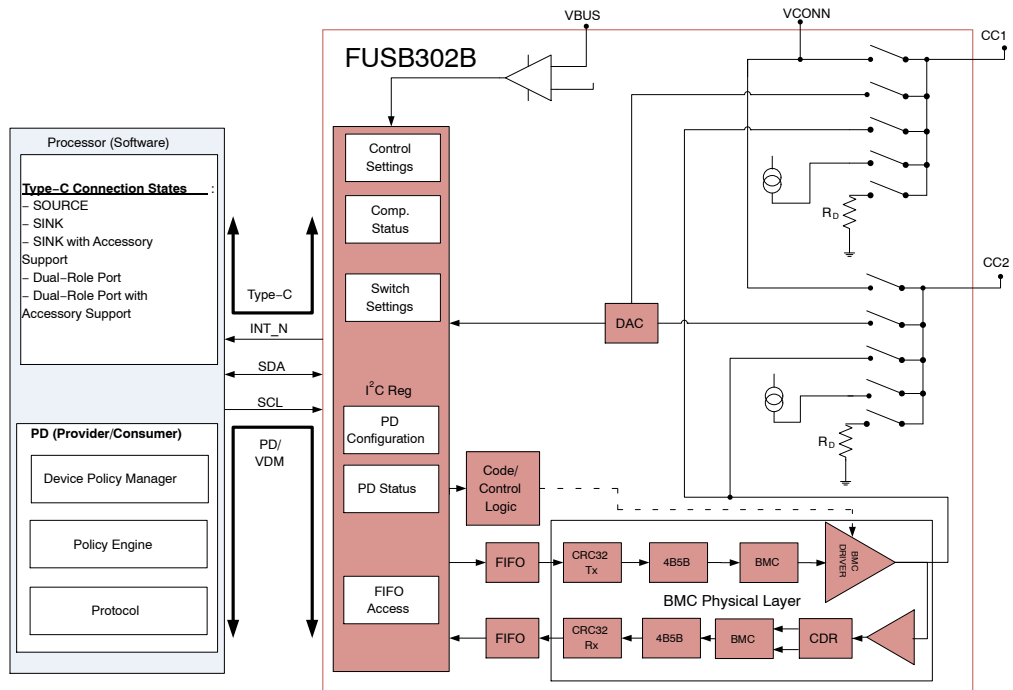 VBUS
VCONN
CC1
FUSB302B
Processor (Software)
Type−C Connection States :
− SOURCE
− SINK
− SINK with Accessory
Support
− Dual−Role Port
− Dual−Role Port with
Accessory Support
Type−C
INT_N
SDA
SCL
PD (Provider/Consumer)
Device Policy Manager
Policy Engine
Protocol
PD/
VDM
Control
Settings
Comp.
Status
Switch
Settings
I²C Reg
PD
Configuration
PD Status
FIFO
Access
Code/
Control
Logic
DAC
RD
CC2
RD
FIFO
CRC32
Tx
4B5B
BMC
BMC
DRIVER
BMC Physical Layer
FIFO
CRC32
Rx
4B5B
BMC
CDR